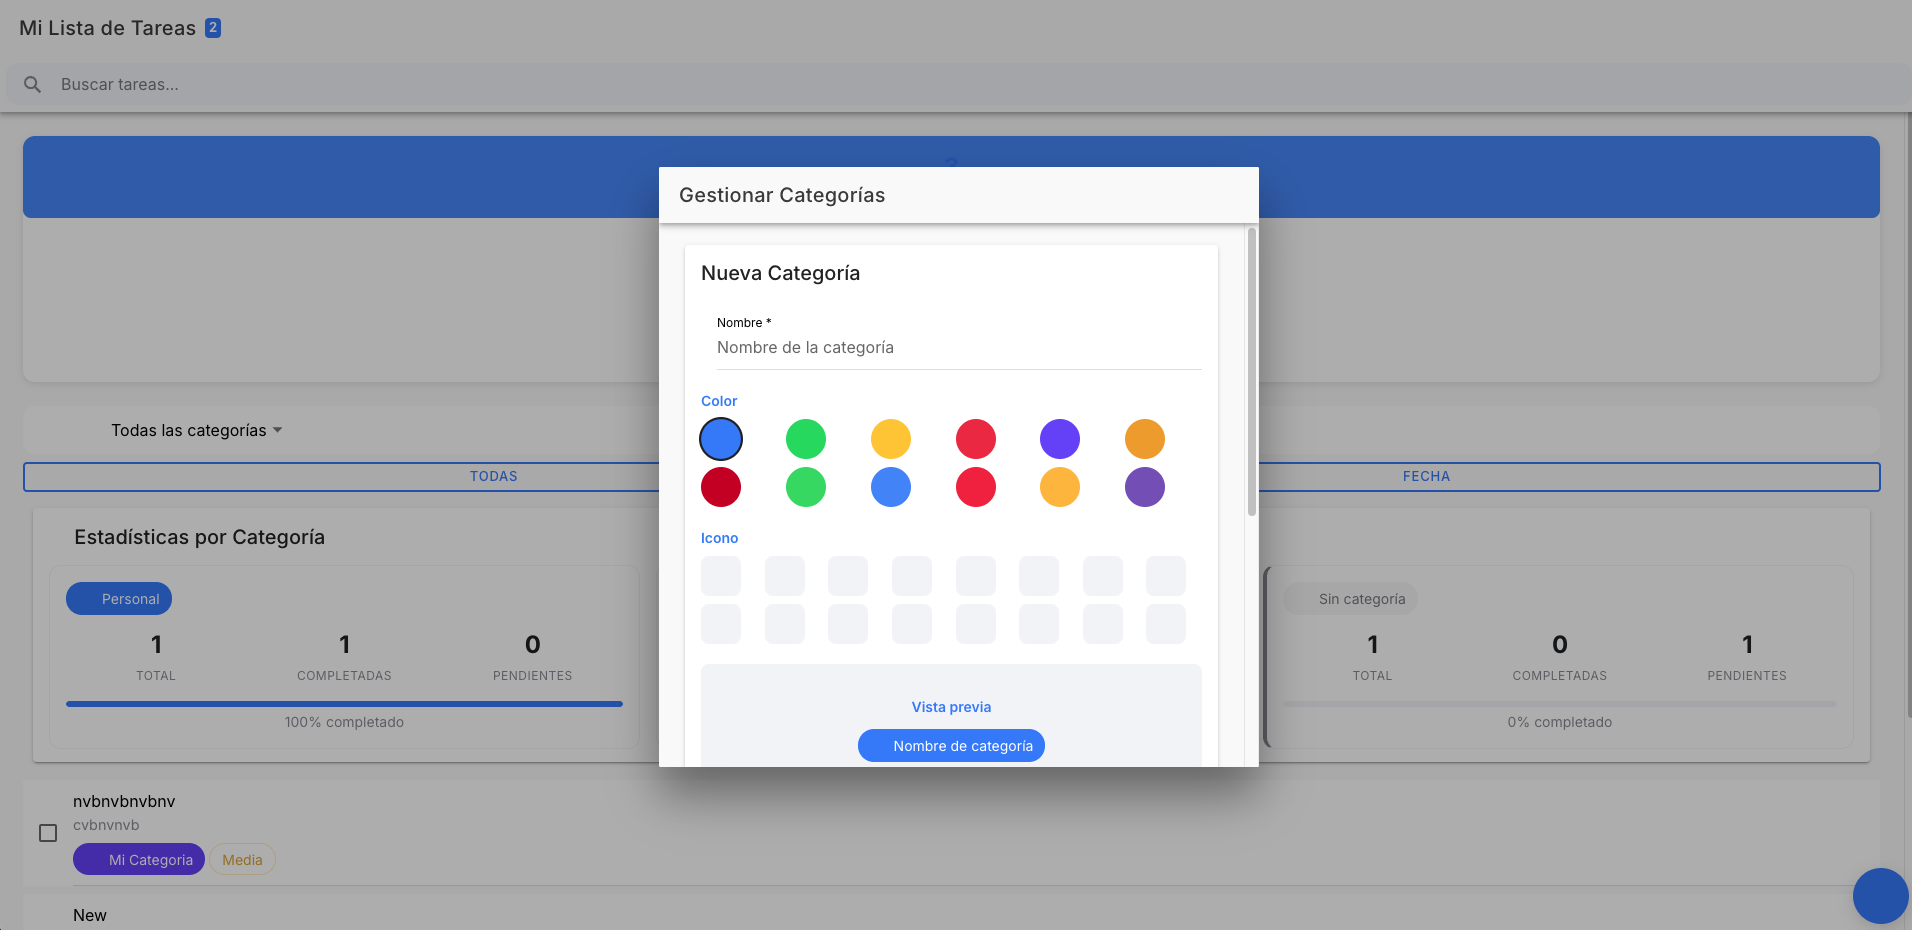 Mi Lista de Tareas 2
Buscar tareas...
Gestionar Categorías
Nueva Categoría
Nombre *
Nombre de la categoría
Color
Icono
Vista previa
Nombre de categoría
Todas las categorías
TODAS
FECHA
Estadísticas por Categoría
Personal
1 1 0
TOTAL COMPLETADAS PENDIENTES
100% completado
Sin categoría
1 0 1
TOTAL COMPLETADAS PENDIENTES
0% completado
nvbnvbnvbnv
cvbnvnvb
Mi Categoria Media
New